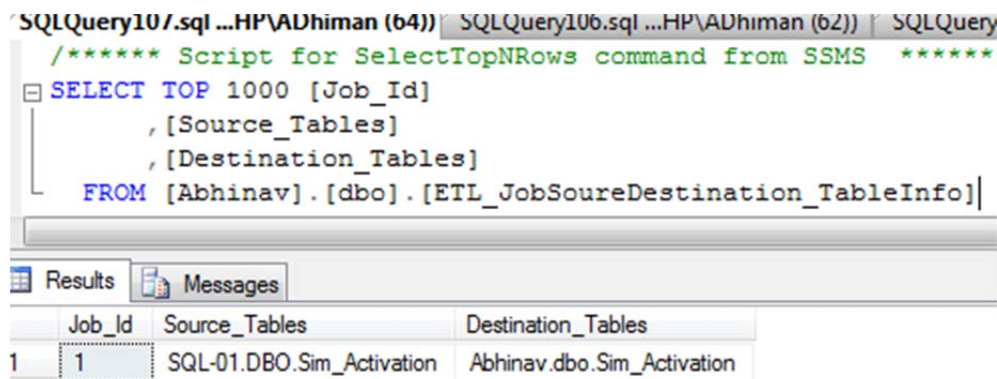 SQLQuery107.sql ...HP\ADhiman (64)) SQLQuery106.sql ...HP\ADhiman (62)) SQLQuery
/****** Script for SelectTopNRows command from SSMS ******
SELECT TOP 1000 [Job_Id]
,[Source_Tables]
,[Destination_Tables]
FROM [Abhinav].[dbo].[ETL_JobSoureDestination_TableInfo]
Results Messages
Job_Id Source_Tables Destination_Tables
1 1 SQL-01.DBO.Sim_Activation Abhinav.dbo.Sim_Activation